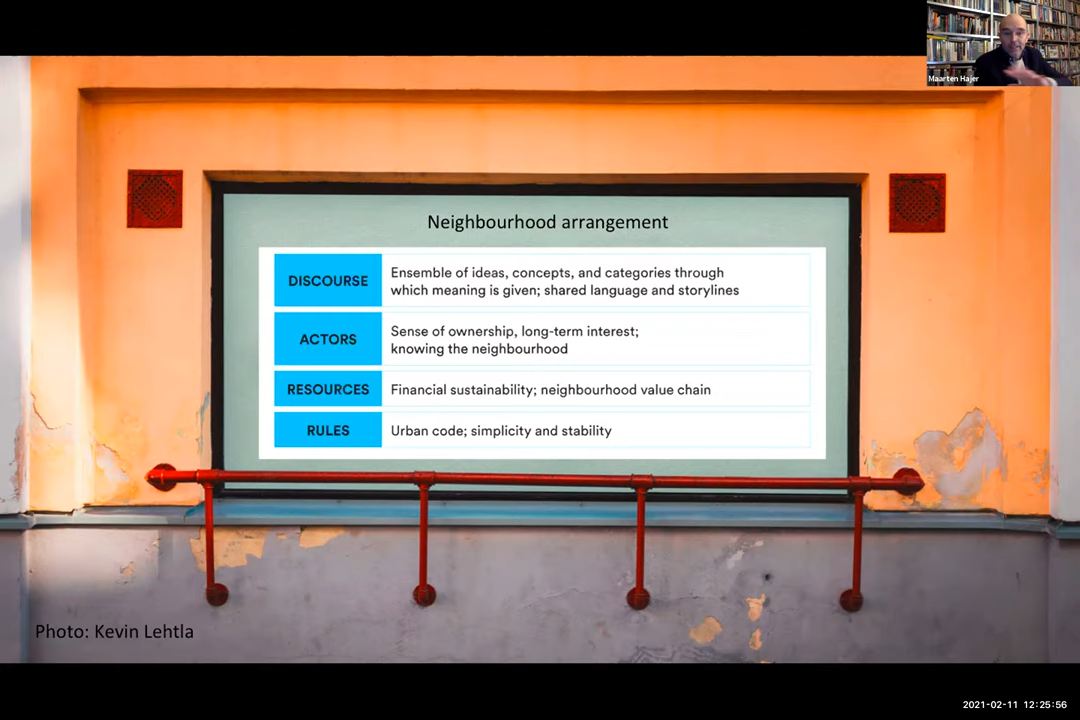 Maarten Hajer
Neighbourhood arrangement
DISCOURSE
Ensemble of ideas, concepts, and categories through
which meaning is given; shared language and storylines
ACTORS
Sense of ownership, long-term interest;
knowing the neighbourhood
RESOURCES
Financial sustainability; neighbourhood value chain
RULES
Urban code; simplicity and stability
Photo: Kevin Lehtla
2021-02-11 12:25:56